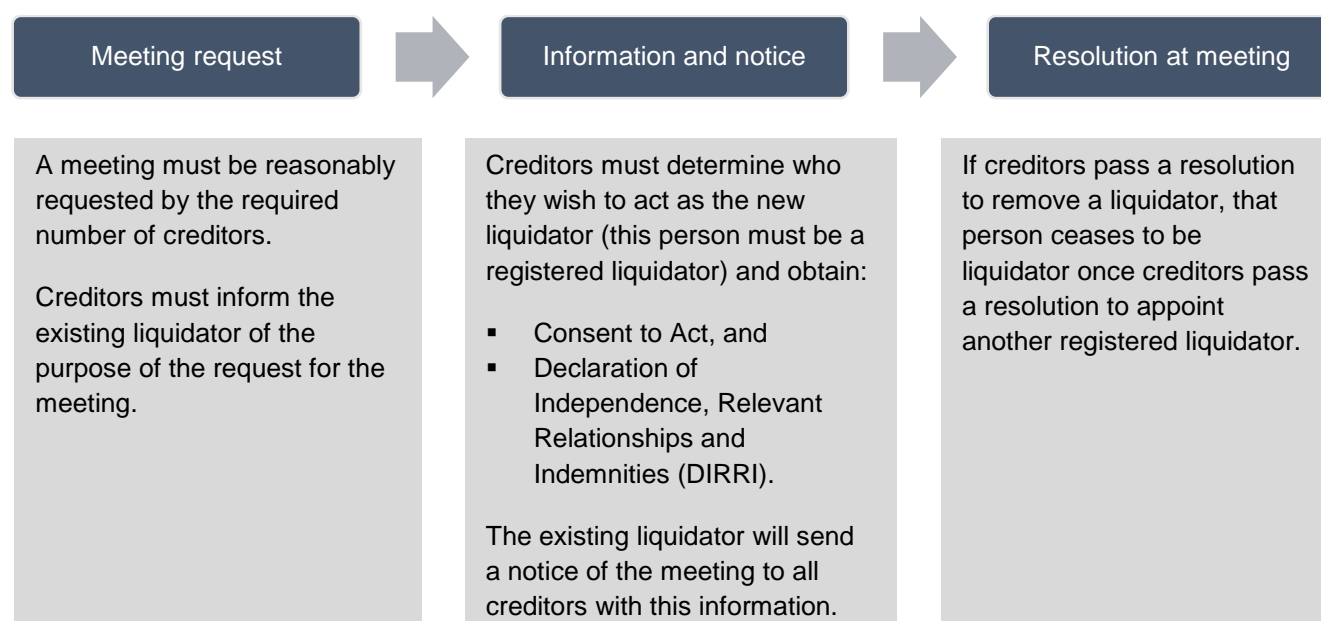 Meeting request
Information and notice
Resolution at meeting
A meeting must be reasonably
requested by the required
number of creditors.
Creditors must inform the
existing liquidator of the
purpose of the request for the
meeting.
Creditors must determine who
they wish to act as the new
liquidator (this person must be a
registered liquidator) and obtain:
▪ Consent to Act, and
▪ Declaration of
Independence, Relevant
Relationships and
Indemnities (DIRRI).
The existing liquidator will send
a notice of the meeting to all
creditors with this information.
If creditors pass a resolution
to remove a liquidator, that
person ceases to be
liquidator once creditors pass
a resolution to appoint
another registered liquidator.